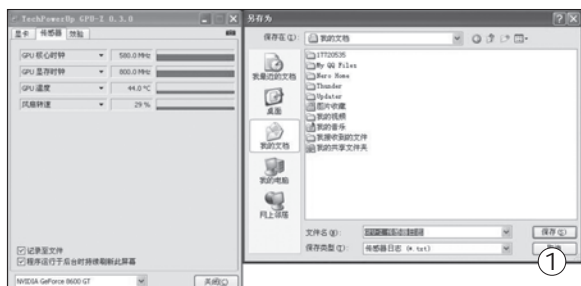 TechPowerUp GPU-Z 0.3.0
显卡 传感器 效验
GPU 核心时钟 580.0 MHz
GPU 显存时钟 800.0 MHz
GPU 温度 44.0 °C
风扇转速 29 %
记录至文件
程序运行于后台时持续刷新此屏幕
NVIDIA GeForce 8600 GT
关闭(C)
另存为
保存在(I): 我的文档
我最近的文档
桌面
我的文档
我的电脑
网上邻居
17720535
My QQ Files
Nero Home
Thunder
Updater
图片收藏
我的视频
我的音乐
我接收到的文件
我的共享文件夹
文件名(N): 传感器日志
保存(S)
保存类型(T): 传感器日志 (*.txt)
①